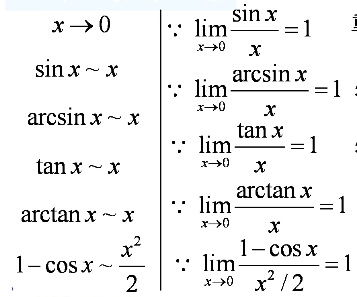 x→0 ∵ lim_{x→0} sin x / x = 1
sin x ~ x ∵ lim_{x→0} arcsin x / x = 1
arcsin x ~ x ∵ lim_{x→0} tan x / x = 1
tan x ~ x
arctan x ~ x ∵ lim_{x→0} arctan x / x = 1
1−cos x ~ x²/2 ∵ lim_{x→0} (1−cos x) / (x²/2) = 1